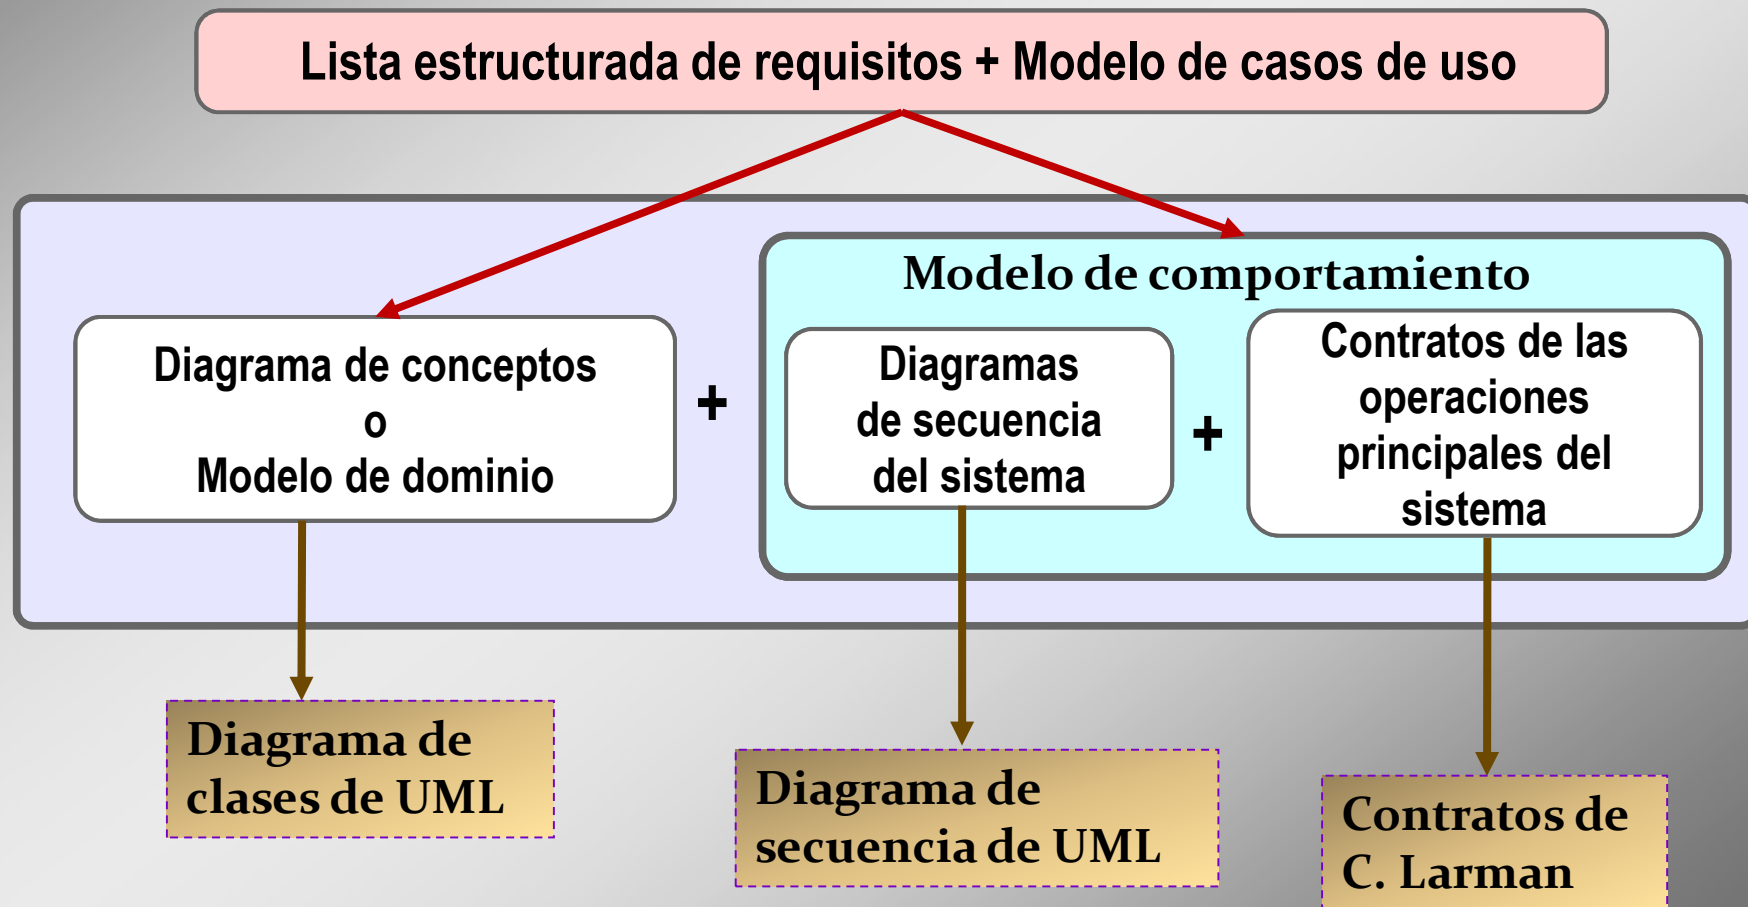 Lista estructurada de requisitos + Modelo de casos de uso
Modelo de comportamiento
Diagrama de conceptos
o
Modelo de dominio
+
Diagramas
de secuencia
del sistema
+
Contratos de las
operaciones
principales del
sistema
Diagrama de
clases de UML
Diagrama de
secuencia de UML
Contratos de
C. Larman